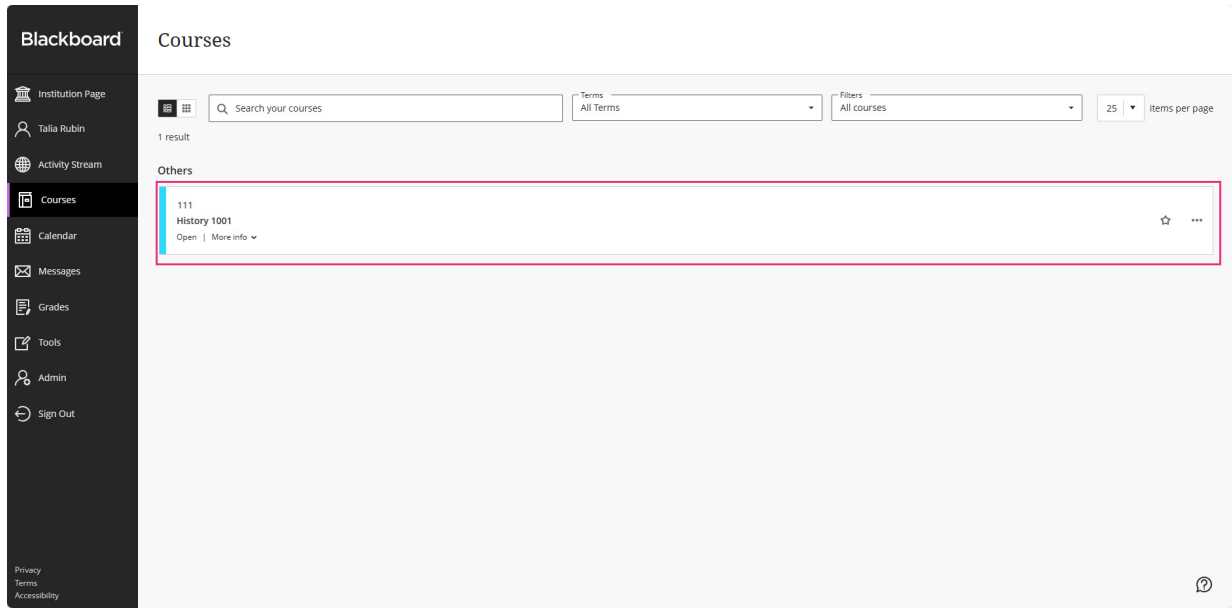 Blackboard
Institution Page
Talia Rubin
Activity Stream
Courses
Calendar
Messages
Grades
Tools
Admin
Sign Out
Privacy
Terms
Accessibility
Courses
Search your courses
Terms
All Terms
Filters
All courses
25
items per page
1 result
Others
111
History 1001
Open | More info